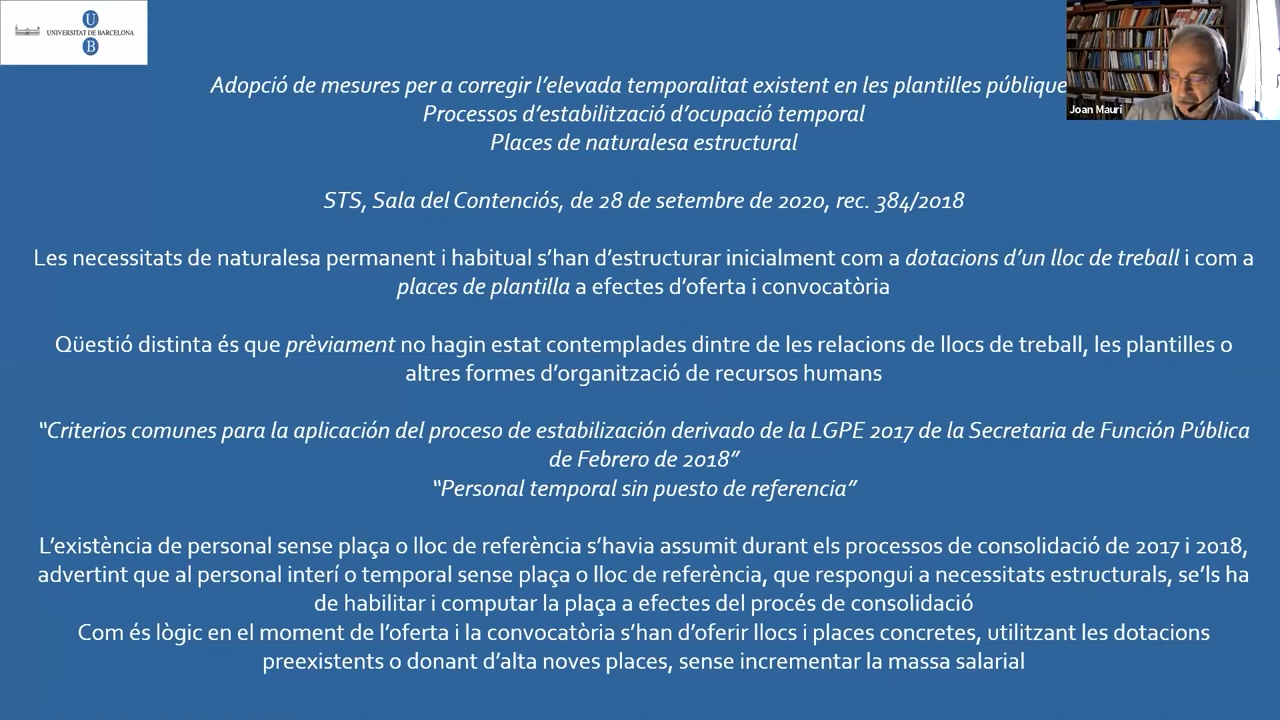 U
UNIVERSITAT DE BARCELONA
B
Joan Mauri
Adopció de mesures per a corregir l’elevada temporalitat existent en les plantilles públique
Processos d’estabilització d’ocupació temporal
Places de naturalesa estructural
STS, Sala del Contenciós, de 28 de setembre de 2020, rec. 384/2018
Les necessitats de naturalesa permanent i habitual s’han d’estructurar inicialment com a dotacions d’un lloc de treball i com a
places de plantilla a efectes d’oferta i convocatòria
Qüestió distinta és que prèviament no hagin estat contemplades dintre de les relacions de llocs de treball, les plantilles o
altres formes d’organització de recursos humans
“Criterios comunes para la aplicación del proceso de estabilización derivado de la LGPE 2017 de la Secretaria de Función Pública
de Febrero de 2018”
“Personal temporal sin puesto de referencia”
L’existència de personal sense plaça o lloc de referència s’havia assumit durant els processos de consolidació de 2017 i 2018,
advertint que al personal interí o temporal sense plaça o lloc de referència, que respongui a necessitats estructurals, se’ls ha
de habilitar i computar la plaça a efectes del procés de consolidació
Com és lògic en el moment de l’oferta i la convocatòria s’han d’oferir llocs i places concretes, utilitzant les dotacions
preexistents o donant d’alta noves places, sense incrementar la massa salarial